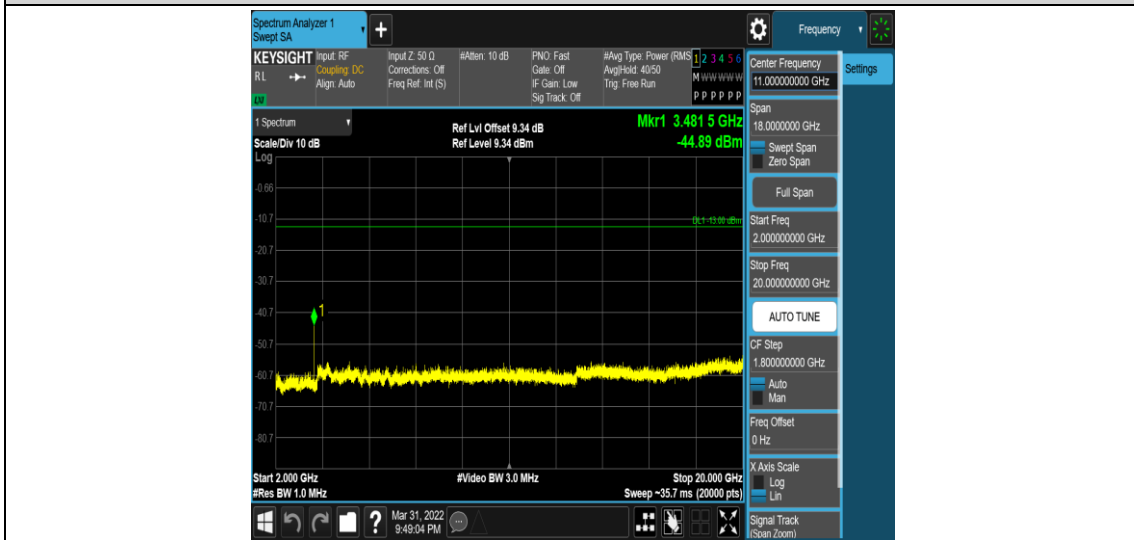 Spectrum Analyzer 1
Swept SA
+
Frequency
KEYSIGHT
RL
Input: RF
Coupling: DC
Align: Auto
Input Z: 50 Ω
Corrections: Off
Freq Ref: Int (S)
#Atten: 10 dB
PNO: Fast
Gate: Off
IF Gain: Low
Sig Track: Off
#Avg Type: Power (RMS
Avg|Hold: 40/50
Trig: Free Run
1 2 3 4 5 6
M W W W W W
P P P P P P
1 Spectrum
Scale/Div 10 dB
Log
Ref Lvl Offset 9.34 dB
Ref Level 9.34 dBm
Mkr1 3.481 5 GHz
-44.89 dBm
-0.66
-10.7
DL1 -13.00 dBm
-20.7
-30.7
-40.7
1
-50.7
-60.7
-70.7
-80.7
Start 2.000 GHz
#Res BW 1.0 MHz
#Video BW 3.0 MHz
Stop 20.000 GHz
Sweep ~35.7 ms (20000 pts)
?
Mar 31, 2022
9:49:04 PM
Center Frequency
11.000000000 GHz
Settings
Span
18.0000000 GHz
Swept Span
Zero Span
Full Span
Start Freq
2.000000000 GHz
Stop Freq
20.000000000 GHz
AUTO TUNE
CF Step
1.800000000 GHz
Auto
Man
Freq Offset
0 Hz
X Axis Scale
Log
Lin
Signal Track
(Span Zoom)